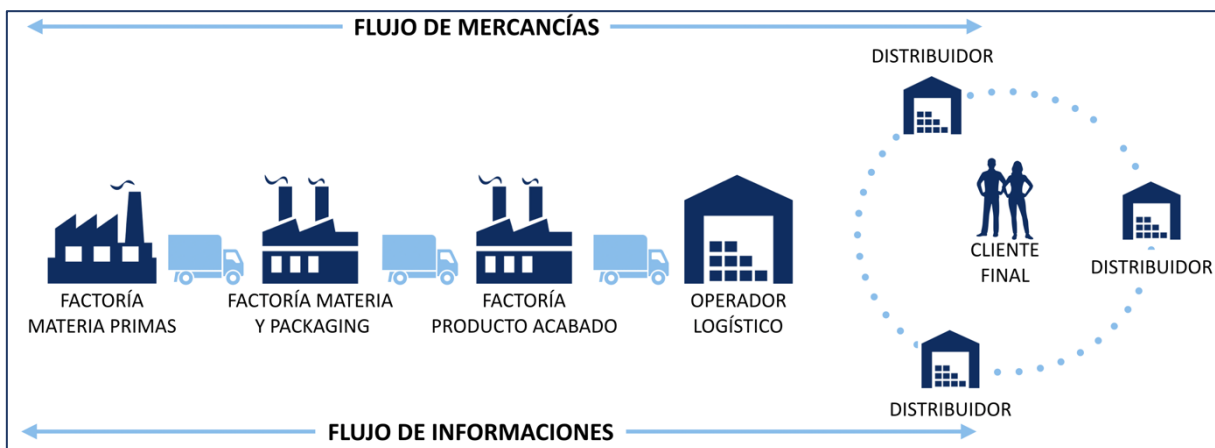 FLUJO DE MERCANCÍAS
DISTRIBUIDOR
FACTORÍA
MATERIA PRIMAS
FACTORÍA MATERIA
Y PACKAGING
FACTORÍA
PRODUCTO ACABADO
OPERADOR
LOGÍSTICO
CLIENTE
FINAL
DISTRIBUIDOR
DISTRIBUIDOR
FLUJO DE INFORMACIONES